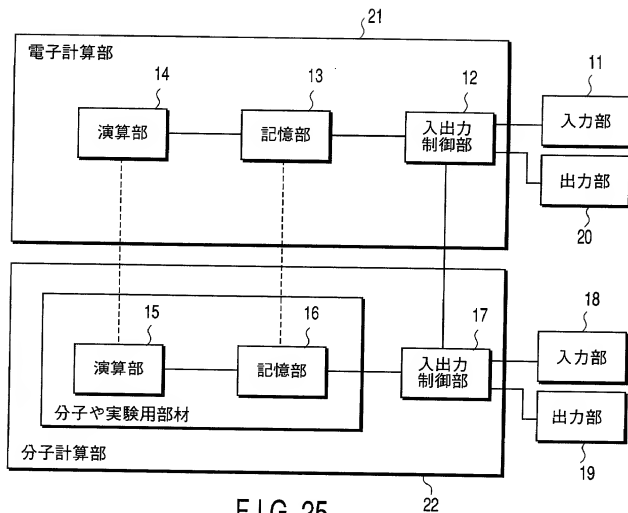 21
電子計算部
14
13
12
11
演算部
記憶部
入出力
制御部
入力部
出力部
20
15
16
17
18
演算部
記憶部
入出力
制御部
入力部
分子や実験用部材
出力部
分子計算部
19
22
FIG. 25